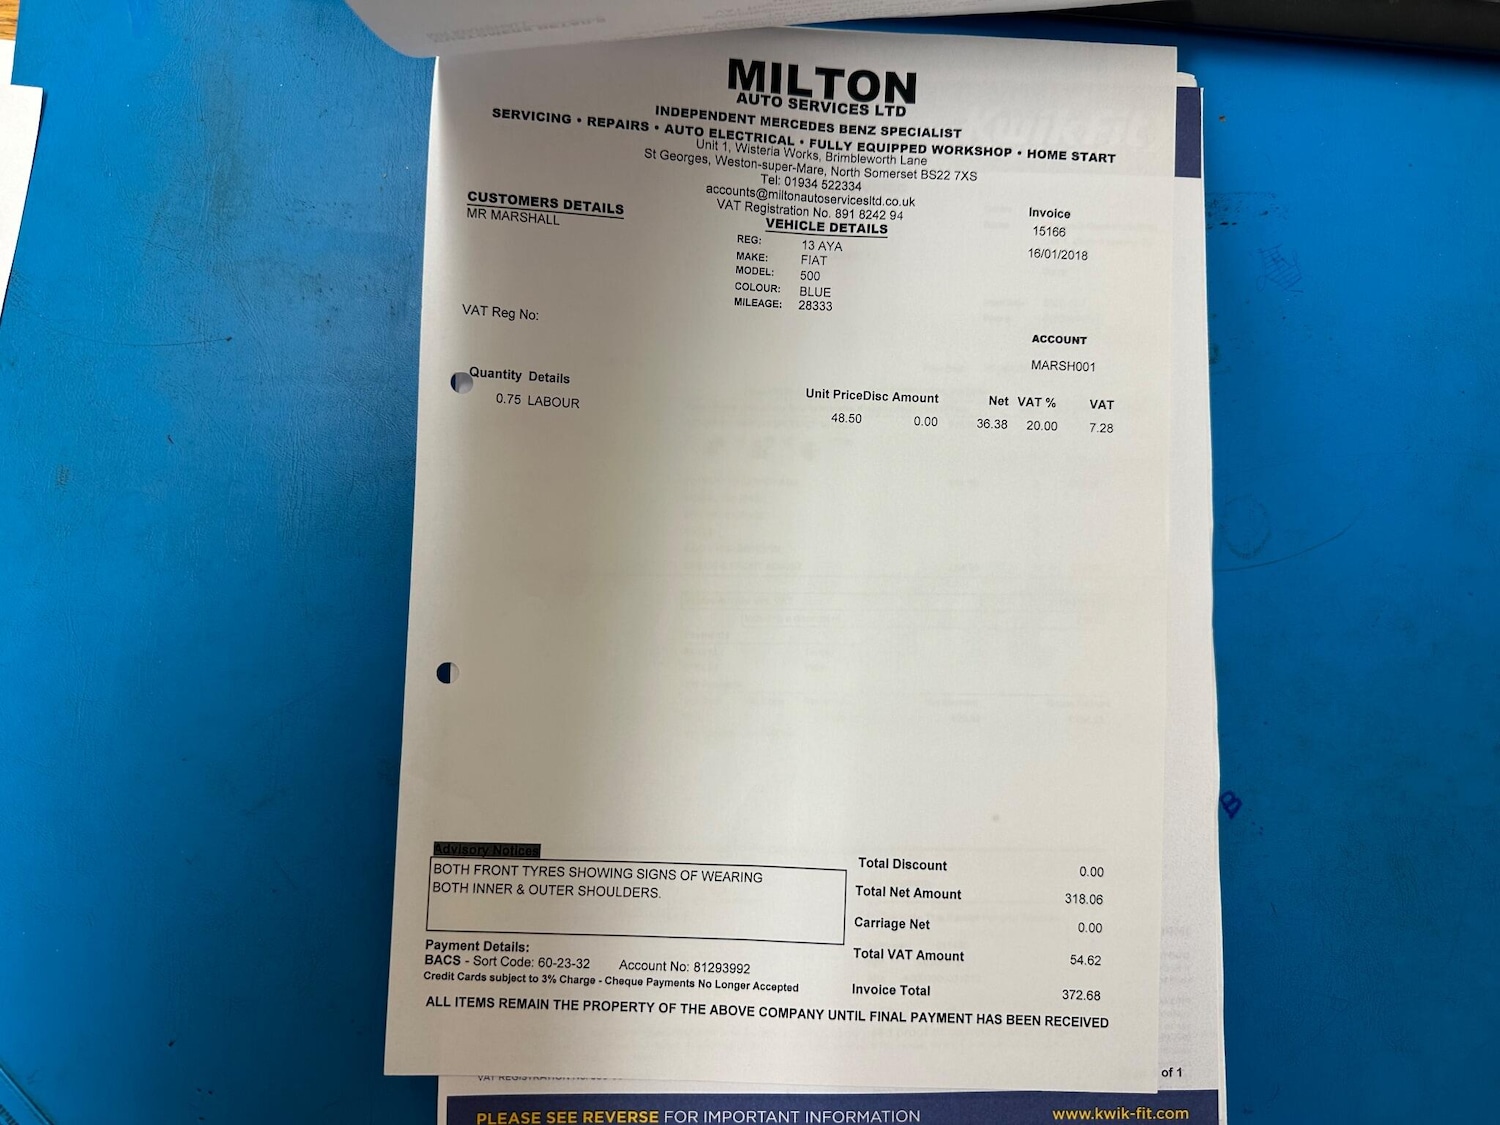 MILTON
AUTO SERVICES LTD
INDEPENDENT MERCEDES BENZ SPECIALIST
SERVICING • REPAIRS • AUTO ELECTRICAL • FULLY EQUIPPED WORKSHOP • HOME START
Unit 1, Wisteria Works, Brimbleworth Lane
St Georges, Weston-super-Mare, North Somerset BS22 7XS
Tel: 01934 522334
accounts@miltonautoservicesltd.co.uk
VAT Registration No. 891 8242 94
CUSTOMERS DETAILS
MR MARSHALL
VEHICLE DETAILS
REG: 13 AYA
MAKE: FIAT
MODEL: 500
COLOUR: BLUE
MILEAGE: 28333
Invoice
15166
16/01/2018
VAT Reg No:
ACCOUNT
MARSH001
Quantity Details Unit Price Disc Amount Net VAT % VAT
0.75 LABOUR 48.50 0.00 36.38 20.00 7.28
Advisory Notices
BOTH FRONT TYRES SHOWING SIGNS OF WEARING
BOTH INNER & OUTER SHOULDERS.
Total Discount 0.00
Total Net Amount 318.06
Carriage Net 0.00
Total VAT Amount 54.62
Invoice Total 372.68
Payment Details:
BACS - Sort Code: 60-23-32 Account No: 81293992
Credit Cards subject to 3% Charge - Cheque Payments No Longer Accepted
ALL ITEMS REMAIN THE PROPERTY OF THE ABOVE COMPANY UNTIL FINAL PAYMENT HAS BEEN RECEIVED
of 1
PLEASE SEE REVERSE FOR IMPORTANT INFORMATION
www.kwik-fit.com